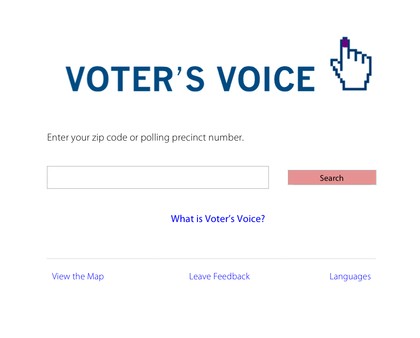 VOTER'S VOICE
Enter your zip code or polling precinct number.
Search
What is Voter's Voice?
View the Map
Leave Feedback
Languages